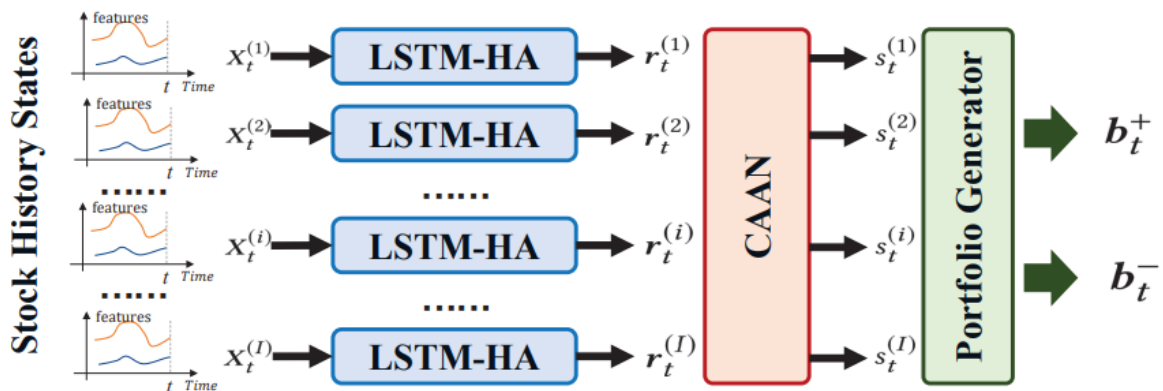 Stock History States
features
t Time
X_t^(1)
LSTM-HA
r_t^(1)
s_t^(1)
features
t Time
X_t^(2)
LSTM-HA
r_t^(2)
s_t^(2)
......
......
features
t Time
X_t^(i)
LSTM-HA
r_t^(i)
s_t^(i)
......
......
features
t Time
X_t^(I)
LSTM-HA
r_t^(I)
s_t^(I)
CAAN
Portfolio Generator
b_t^+
b_t^-